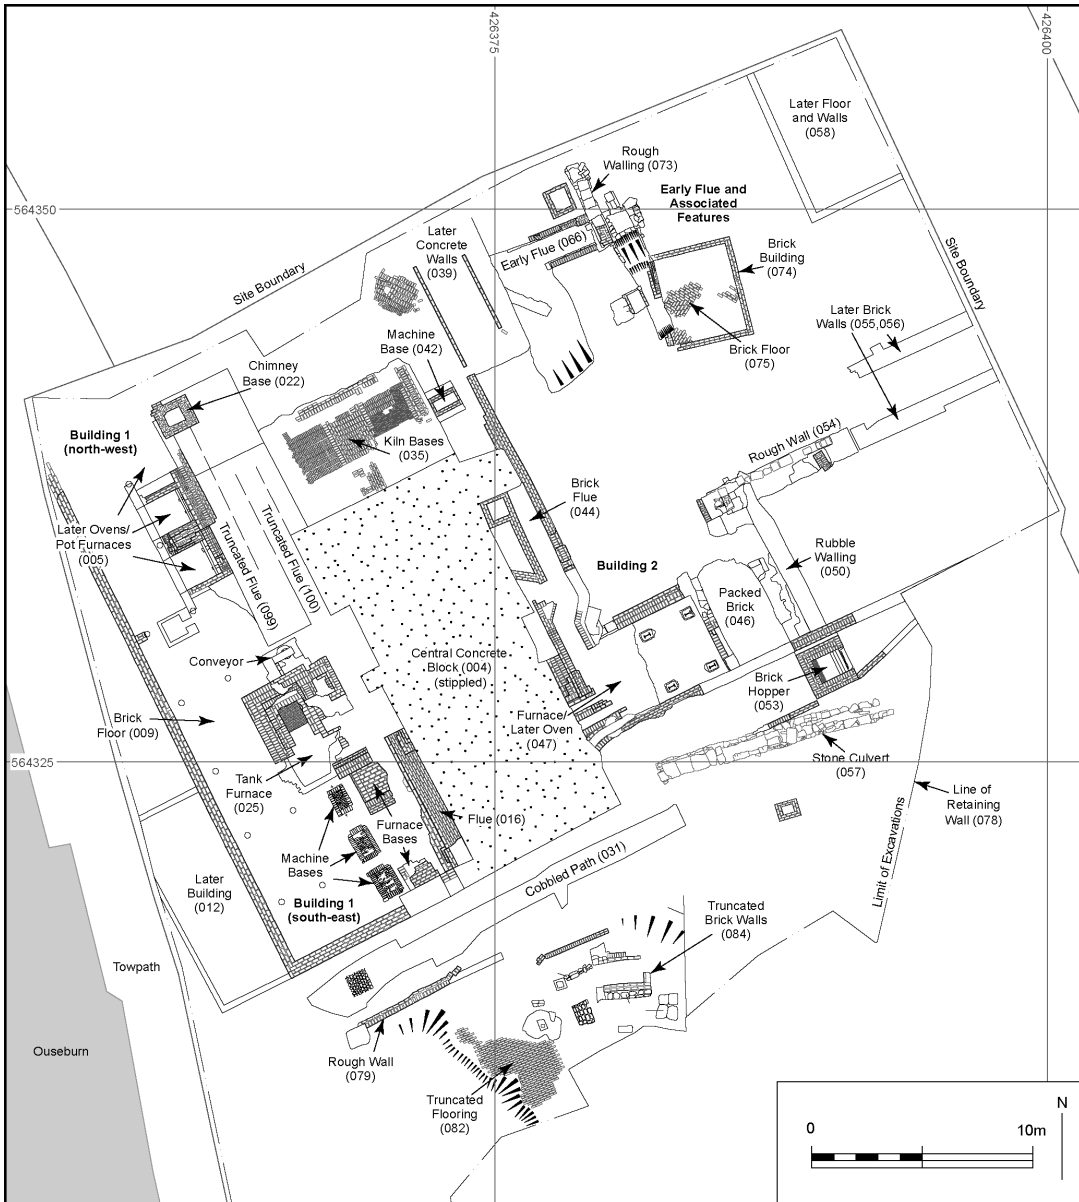 426375
426400
564350
564325
Later Floor
and Walls
(058)
Rough
Walling (073)
Early Flue and
Associated
Features
Later
Concrete
Walls
(039)
Early Flue (066)
Brick
Building
(074)
Site Boundary
Site Boundary
Later Brick
Walls (055,056)
Machine
Base (042)
Brick Floor
(075)
Chimney
Base (022)
Building 1
(north-west)
Kiln Bases
(035)
Rough Wall (054)
Brick
Flue
(044)
Later Ovens/
Pot Furnaces
(005)
Truncated Flue (099)
Truncated Flue (100)
Building 2
Rubble
Walling
(050)
Packed
Brick
(046)
Conveyor
Central Concrete
Block (004)
(stippled)
Brick
Hopper
(053)
Brick
Floor (009)
Furnace/
Later Oven
(047)
Stone Culvert
(057)
Tank
Furnace
(025)
Line of
Retaining
Wall (078)
Furnace
Bases
Flue (016)
Machine
Bases
Cobbled Path (031)
Limit of Excavations
Later
Building
(012)
Building 1
(south-east)
Truncated
Brick Walls
(084)
Towpath
Ouseburn
Rough Wall
(079)
Truncated
Flooring
(082)
N
0
10m